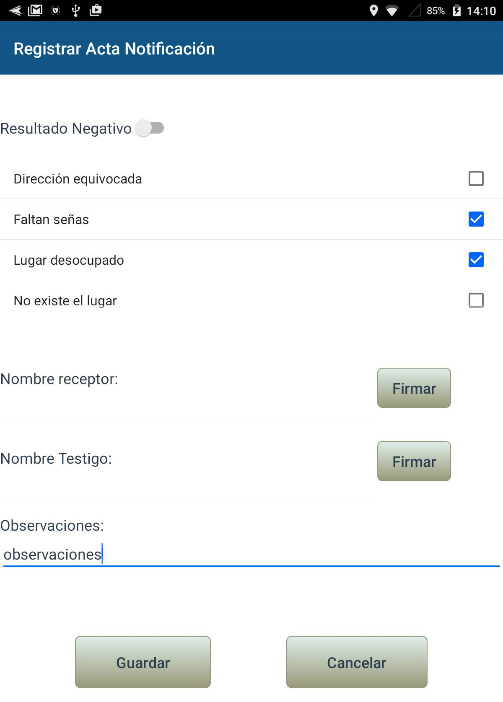 85% 14:10
Registrar Acta Notificación
Resultado Negativo
Dirección equivocada
Faltan señas
Lugar desocupado
No existe el lugar
Nombre receptor:
Firmar
Nombre Testigo:
Firmar
Observaciones:
observaciones
Guardar Cancelar